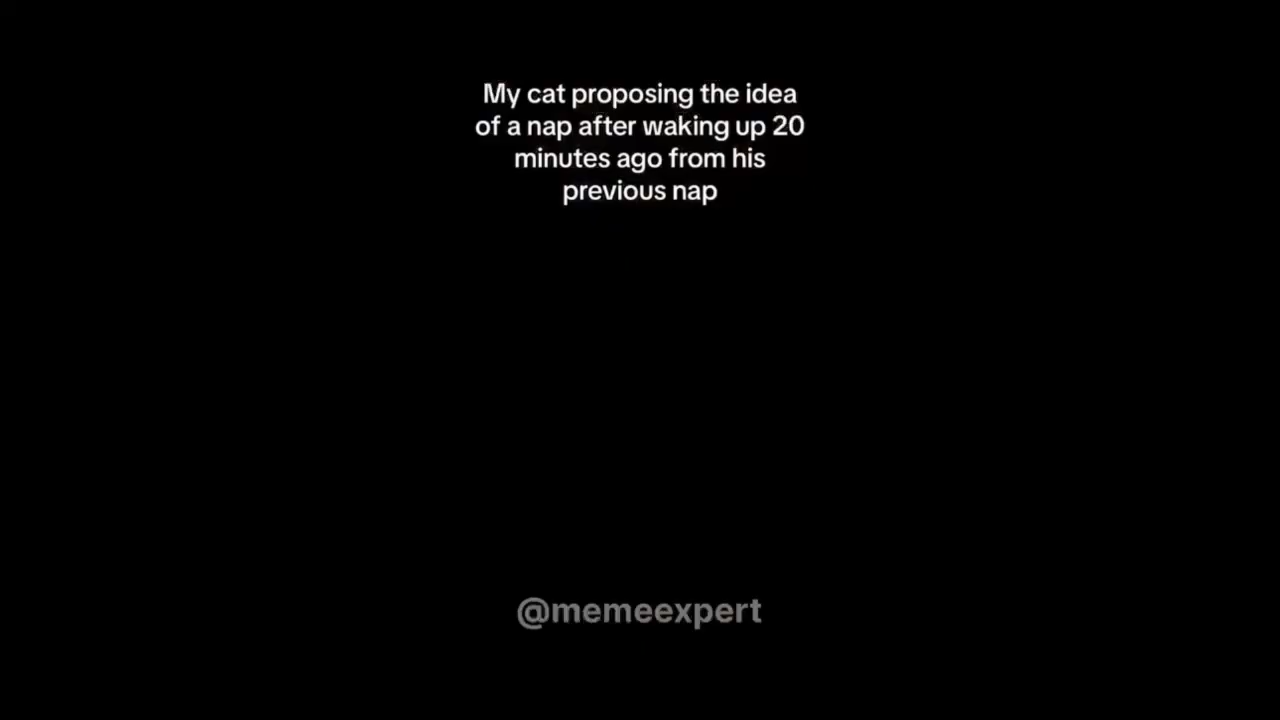 My cat proposing the idea
of a nap after waking up 20
minutes ago from his
previous nap
@memeexpert